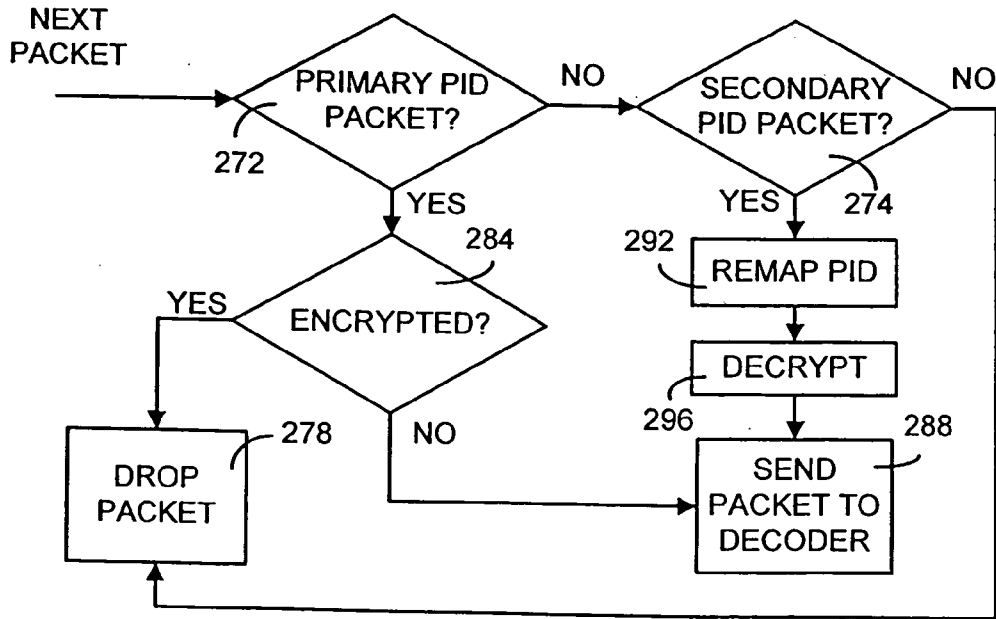 NEXT
PACKET
PRIMARY PID
PACKET?
272
NO
SECONDARY
PID PACKET?
274
NO
YES
YES
284
ENCRYPTED?
YES
NO
292
REMAP PID
DECRYPT
296
278
DROP
PACKET
288
SEND
PACKET TO
DECODER